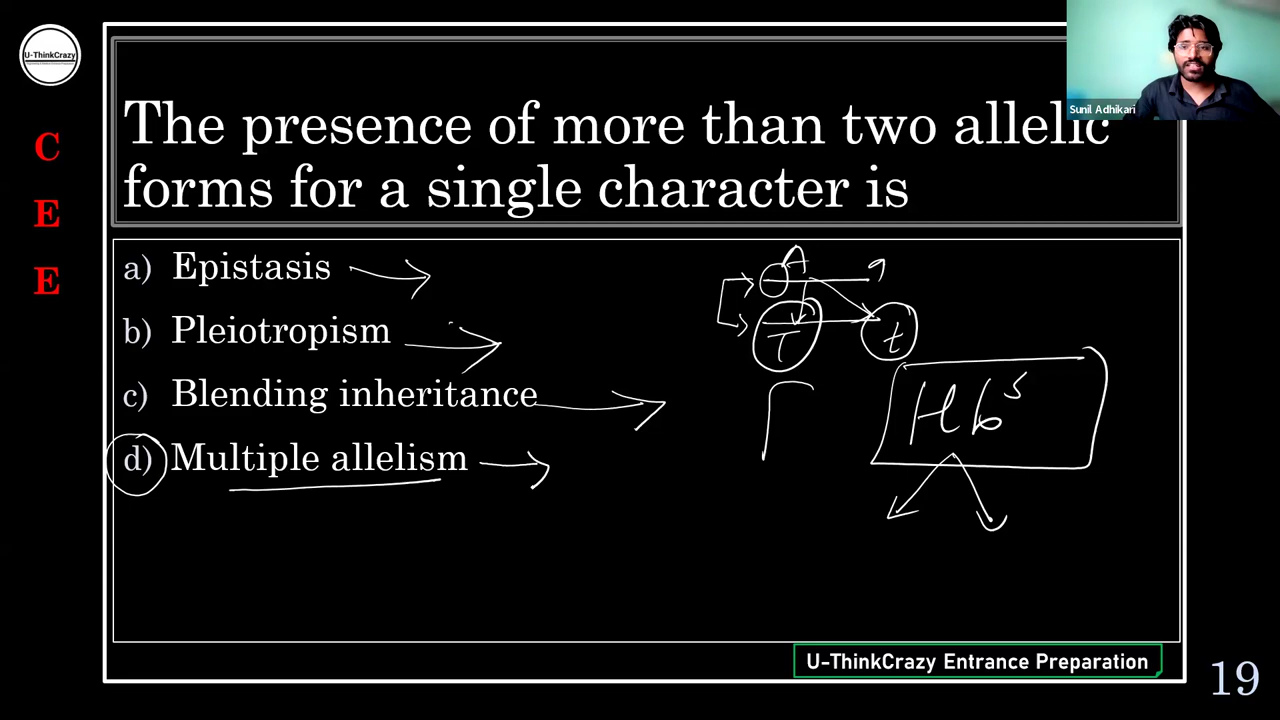 U-ThinkCrazy
C
E
E
Sunil Adhikari
The presence of more than two allelic
forms for a single character is
a) Epistasis
b) Pleiotropism
c) Blending inheritance
d) Multiple allelism
A
T
t
Hb^s
U-ThinkCrazy Entrance Preparation
19